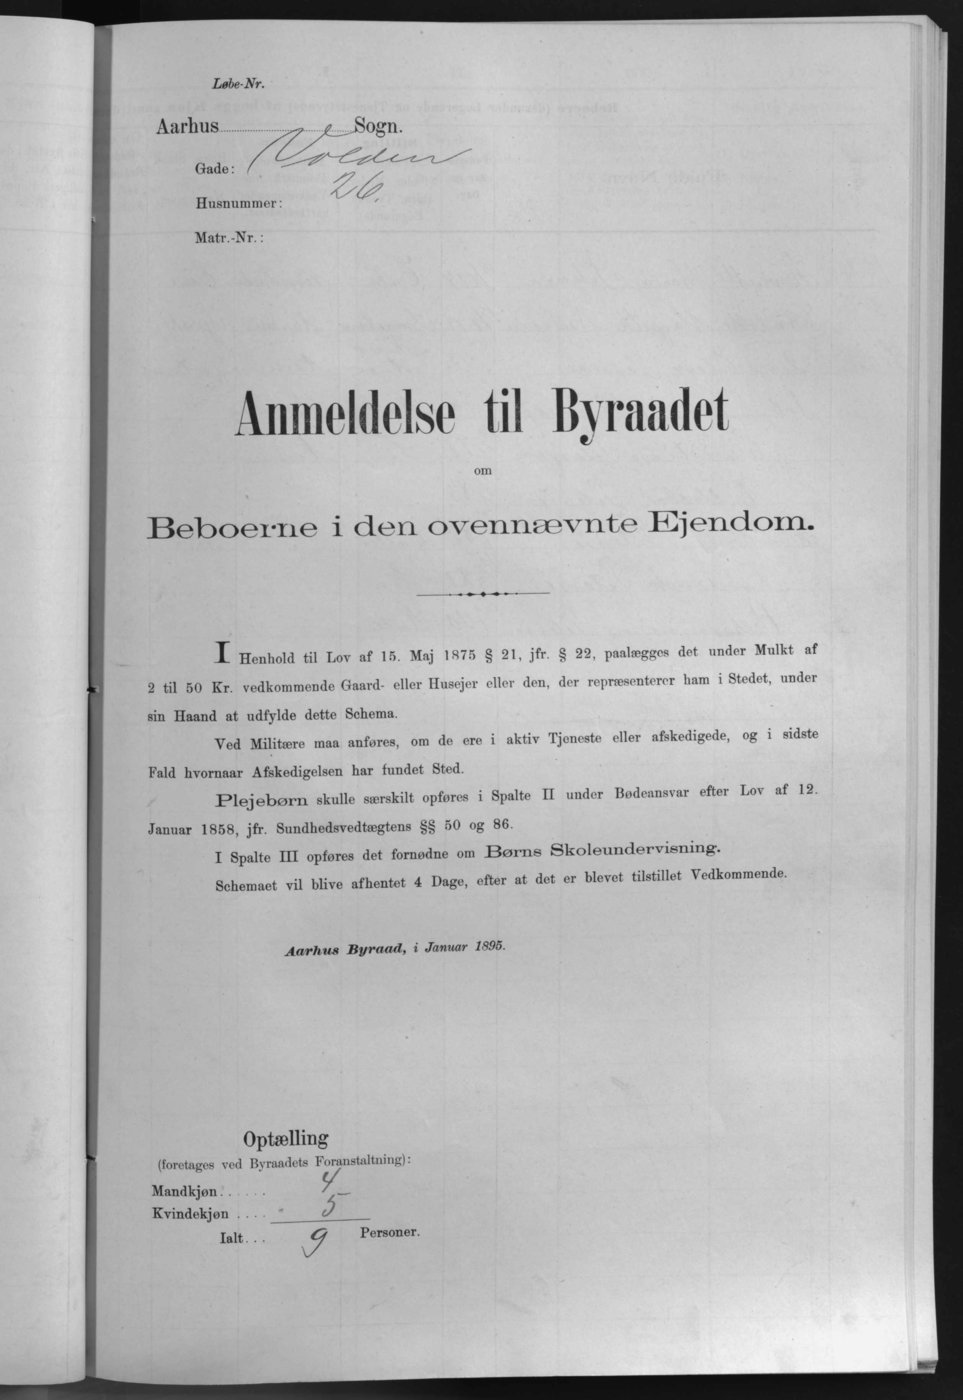 Løbe-Nr.
Aarhus Sogn.
Gade: Volden
Husnummer: 26.
Matr.-Nr.:
Anmeldelse til Byraadet
om
Beboerne i den ovennævnte Ejendom.
I Henhold til Lov af 15. Maj 1875 § 21, jfr. § 22, paalægges det under Mulkt af
2 til 50 Kr. vedkommende Gaard- eller Husejer eller den, der repræsenterer ham i Stedet, under
sin Haand at udfylde dette Schema.
Ved Militære maa anføres, om de ere i aktiv Tjeneste eller afskedigede, og i sidste
Fald hvornaar Afskedigelsen har fundet Sted.
Plejebørn skulle særskilt opføres i Spalte II under Bødeansvar efter Lov af 12.
Januar 1858, jfr. Sundhedsvedtægtens §§ 50 og 86.
I Spalte III opføres det fornødne om Børns Skoleundervisning.
Schemaet vil blive afhentet 4 Dage, efter at det er blevet tilstillet Vedkommende.
Aarhus Byraad, i Januar 1895.
Optælling
(foretages ved Byraadets Foranstaltning):
Mandkjøn...... 4
Kvindekjøn .... 5
Ialt... 9 Personer.